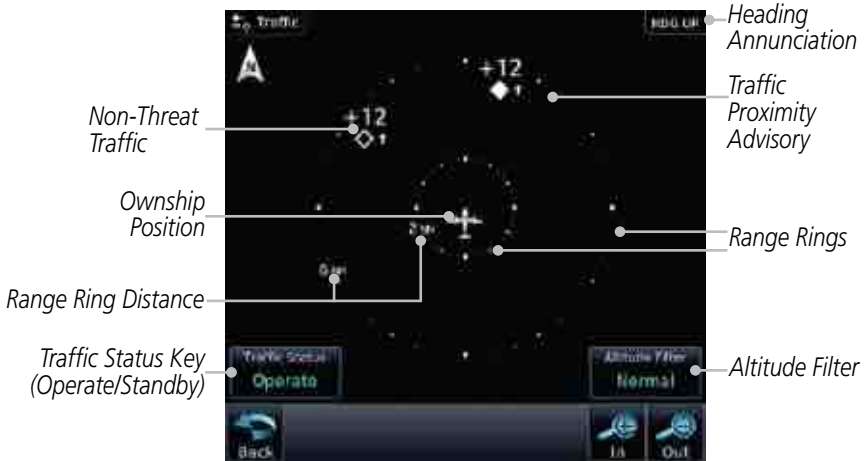 Traffic
HDG UP
Heading
Annunciation
N
+12
+12
Traffic
Proximity
Advisory
Non-Threat
Traffic
Ownship
Position
2 NM
Range Rings
Range Ring Distance
Traffic Status Key
(Operate/Standby)
Traffic Status
Operate
Altitude Filter
Normal
Altitude Filter
Back
In
Out